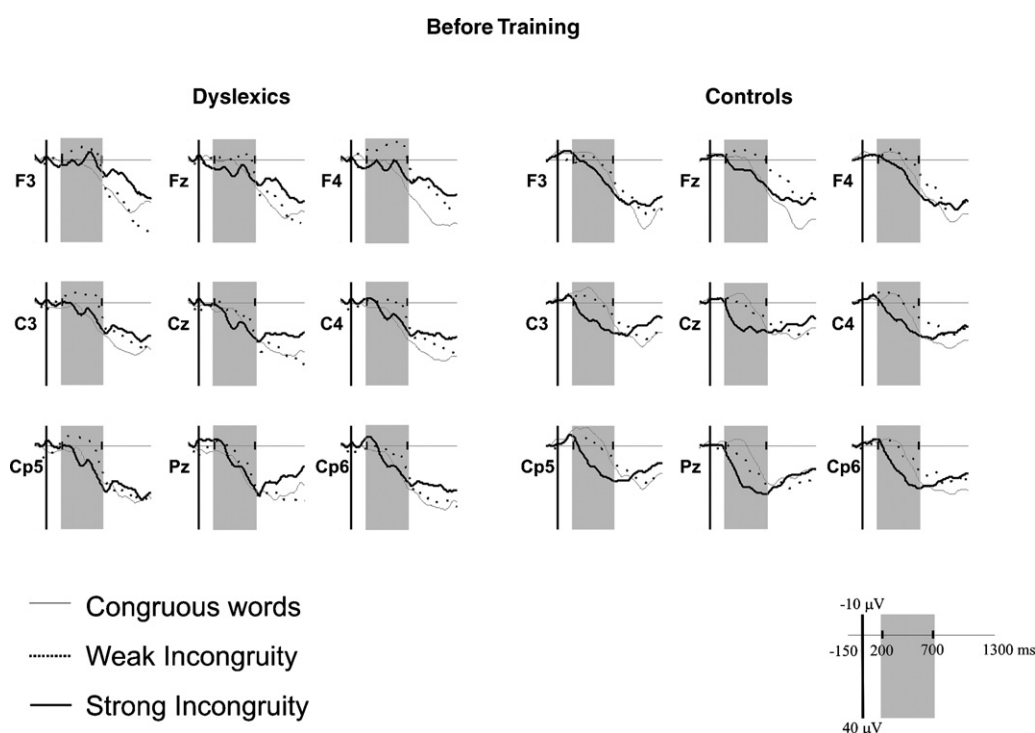 Before Training
Dyslexics
Controls
F3 Fz F4 F3 Fz F4
C3 Cz C4 C3 Cz C4
Cp5 Pz Cp6 Cp5 Pz Cp6
Congruous words
Weak Incongruity
Strong Incongruity
-10 µV
-150 200 700 1300 ms
40 µV